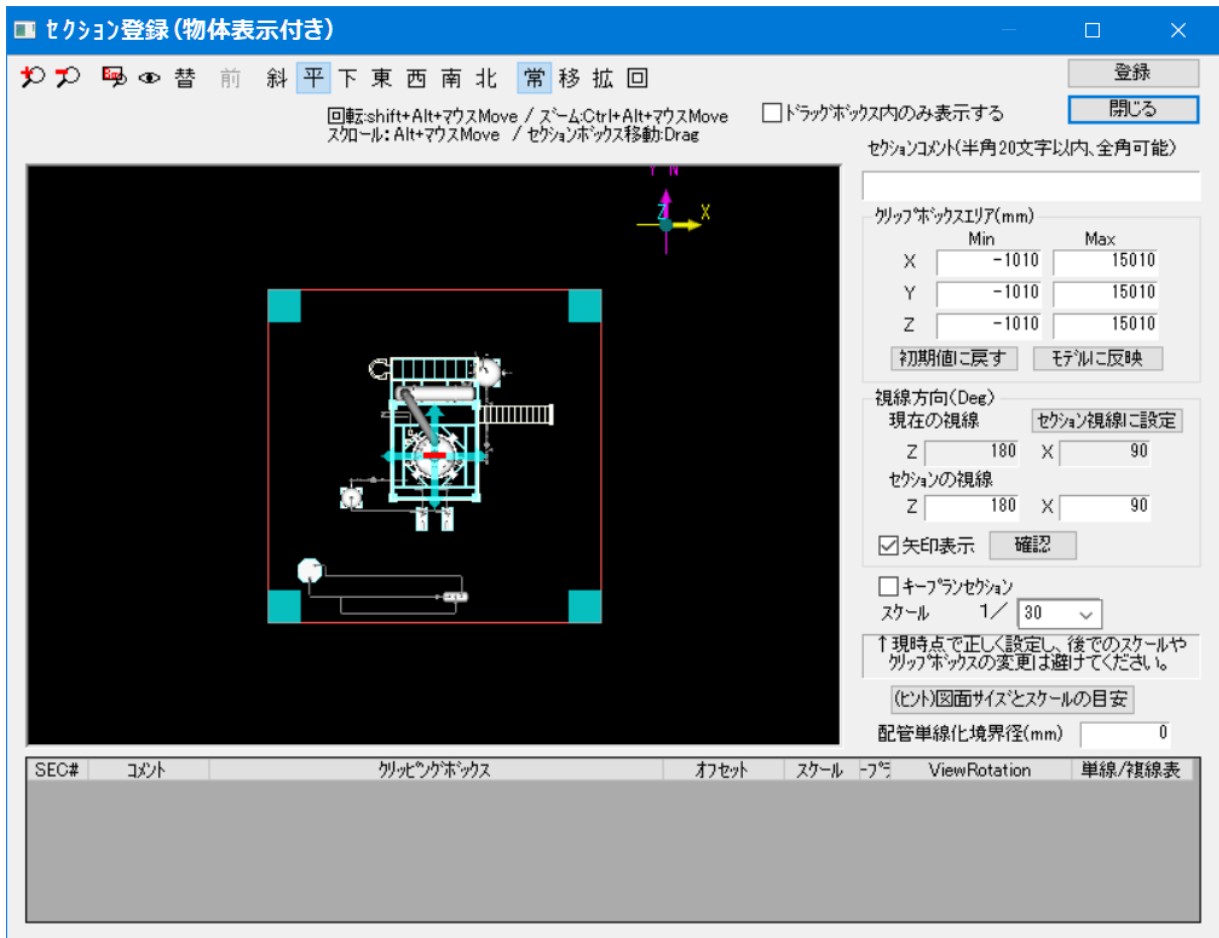 セクション登録(物体表示付き)
替 前 斜 平 下 東 西 南 北 常 移 拡 回
登録
回転:shift+Alt+マウスMove / ズーム:Ctrl+Alt+マウスMove
スクロール: Alt+マウスMove / セクションボックス移動:Drag
ドラッグボックス内のみ表示する
閉じる
セクションコメント(半角20文字以内、全角可能)
Y N
Z X
クリップボックスエリア(mm)
Min Max
X -1010 15010
Y -1010 15010
Z -1010 15010
初期値に戻す モデルに反映
視線方向(Deg)
現在の視線 セクション視線に設定
Z 180 X 90
セクションの視線
Z 180 X 90
矢印表示 確認
キープランセクション
スケール 1/ 30
↑現時点で正しく設定し、後でのスケールや
クリップボックスの変更は避けてください。
(ヒント)図面サイズとスケールの目安
配管単線化境界径(mm) 0
SEC# コメント クリッピングボックス オフセット スケール -プラ ViewRotation 単線/複線表